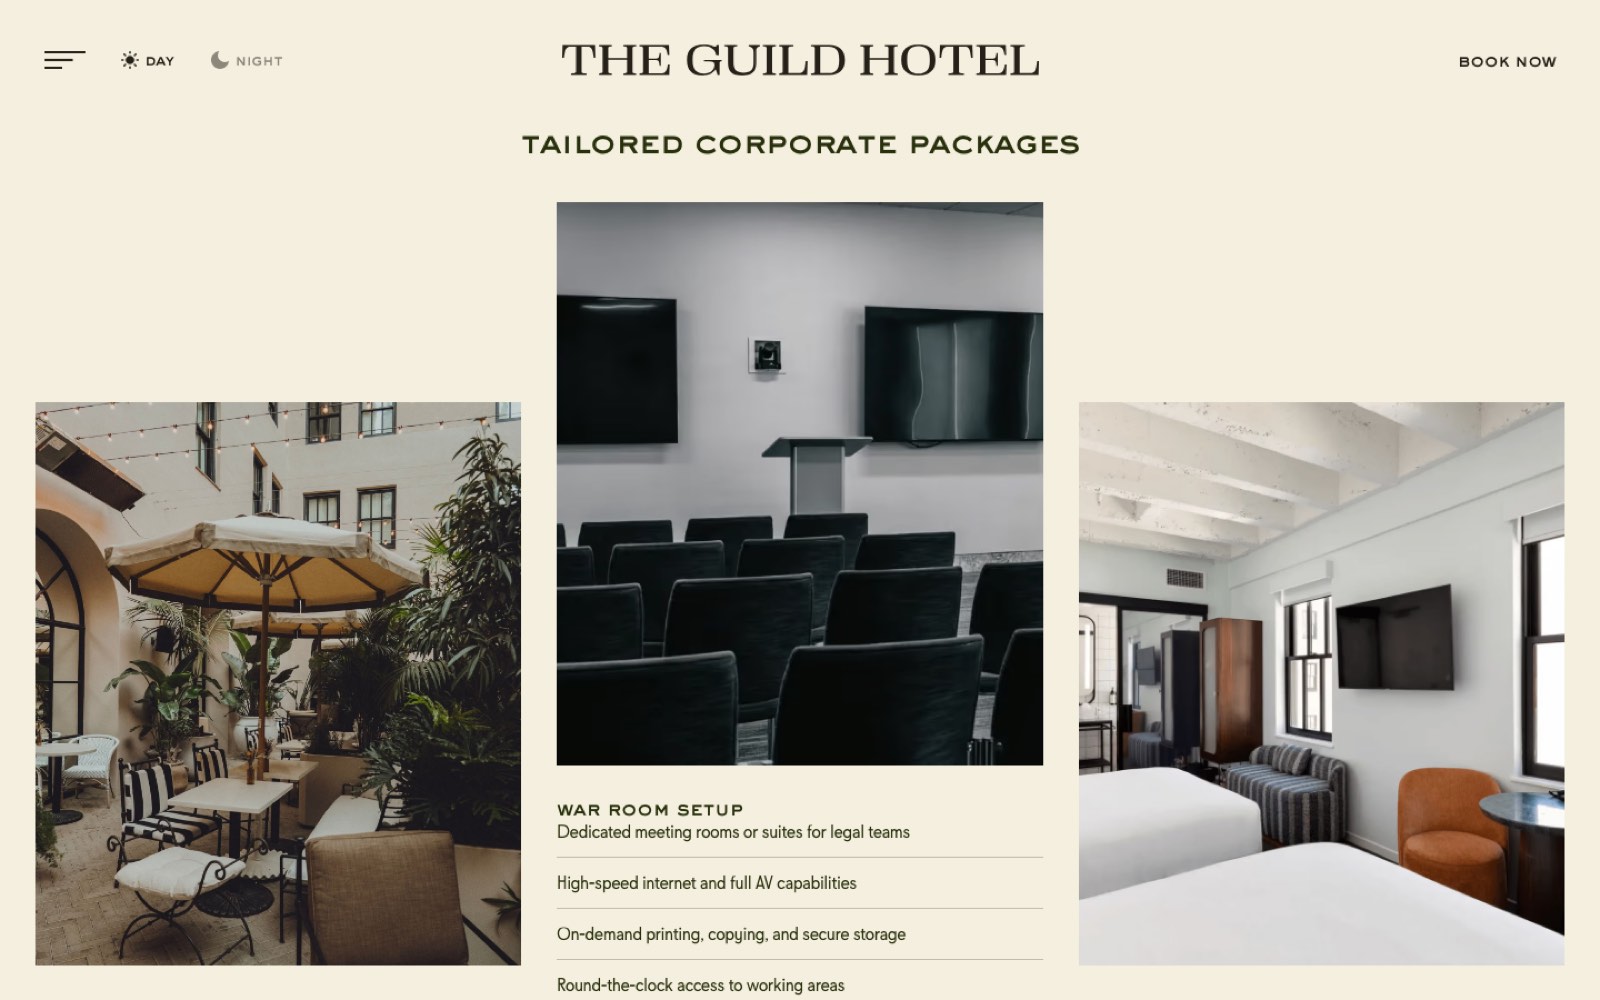 DAY
NIGHT
THE GUILD HOTEL
BOOK NOW
TAILORED CORPORATE PACKAGES
WAR ROOM SETUP
Dedicated meeting rooms or suites for legal teams
High-speed internet and full AV capabilities
On-demand printing, copying, and secure storage
Round-the-clock access to working areas